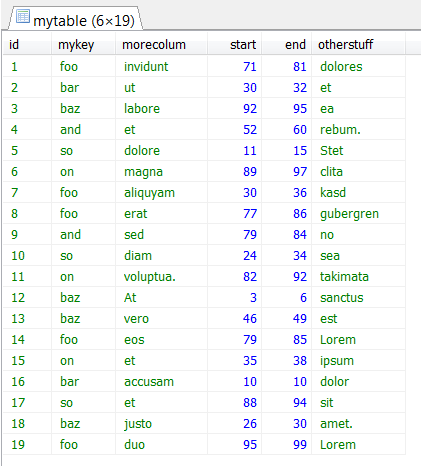 mytable (6×19)
id mykey morecolum start end otherstuff
1 foo invidunt 71 81 dolores
2 bar ut 30 32 et
3 baz labore 92 95 ea
4 and et 52 60 rebum.
5 so dolore 11 15 Stet
6 on magna 89 97 clita
7 foo aliquyam 30 36 kasd
8 foo erat 77 86 gubergren
9 and sed 79 84 no
10 so diam 24 34 sea
11 on voluptua. 82 92 takimata
12 baz At 3 6 sanctus
13 baz vero 46 49 est
14 foo eos 79 85 Lorem
15 on et 35 38 ipsum
16 bar accusam 10 10 dolor
17 so et 88 94 sit
18 baz justo 26 30 amet.
19 foo duo 95 99 Lorem